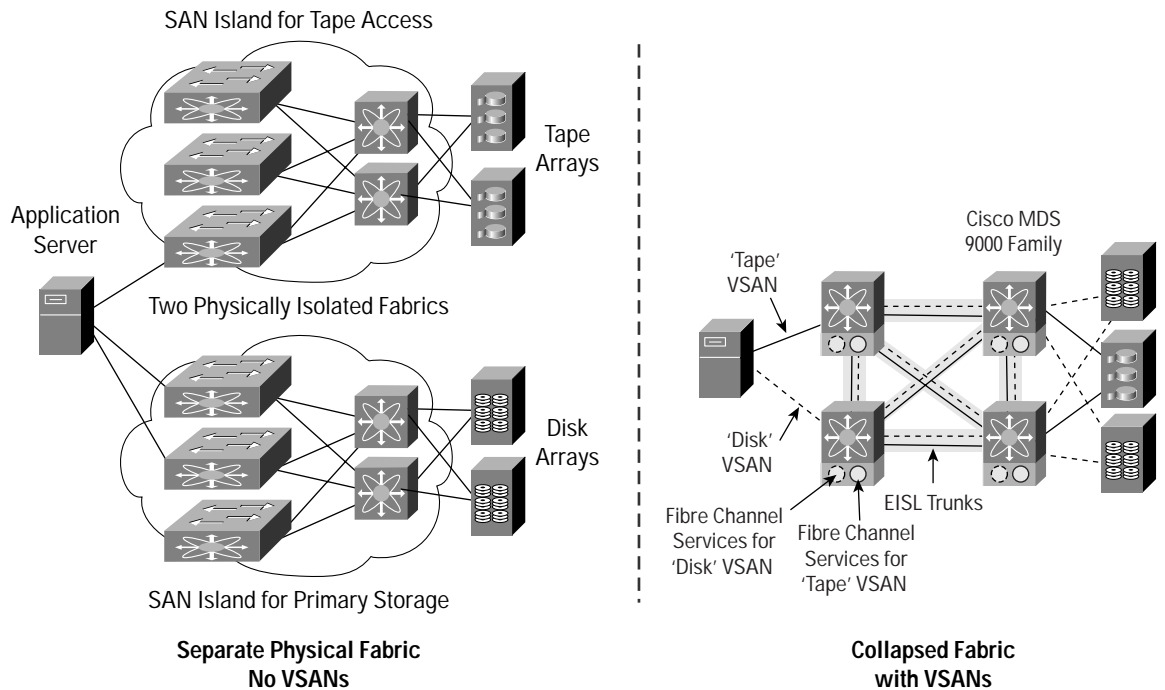 SAN Island for Tape Access
Tape
Arrays
Application
Server
Two Physically Isolated Fabrics
Disk
Arrays
SAN Island for Primary Storage
Separate Physical Fabric
No VSANs
Cisco MDS
9000 Family
'Tape'
VSAN
'Disk'
VSAN
EISL Trunks
Fibre Channel
Services for
'Disk' VSAN
Fibre Channel
Services for
'Tape' VSAN
Collapsed Fabric
with VSANs